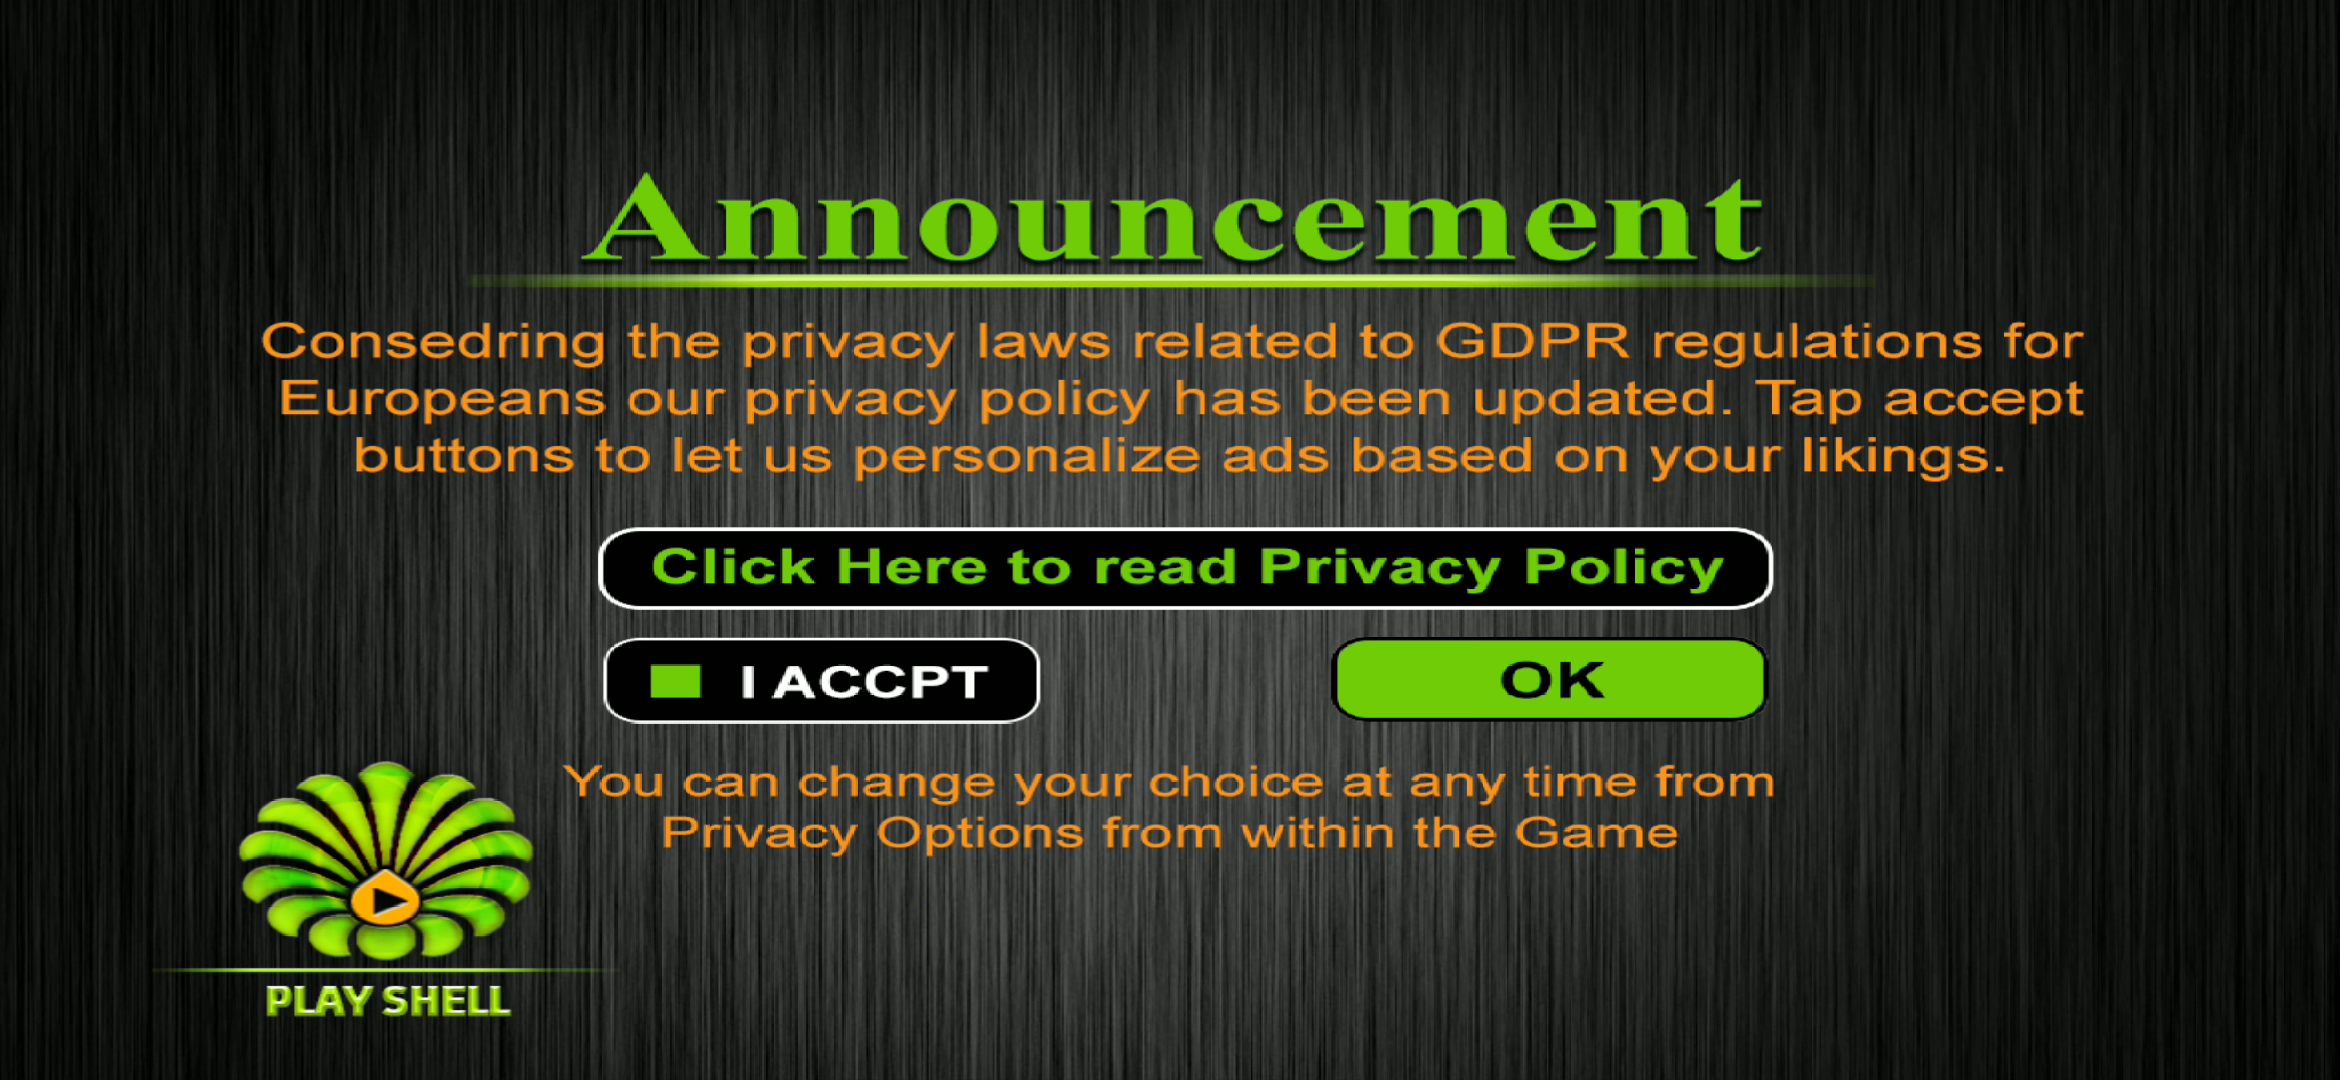 Announcement
Consedring the privacy laws related to GDPR regulations for
Europeans our privacy policy has been updated. Tap accept
buttons to let us personalize ads based on your likings.
Click Here to read Privacy Policy
I ACCPT
OK
You can change your choice at any time from
Privacy Options from within the Game
PLAY SHELL